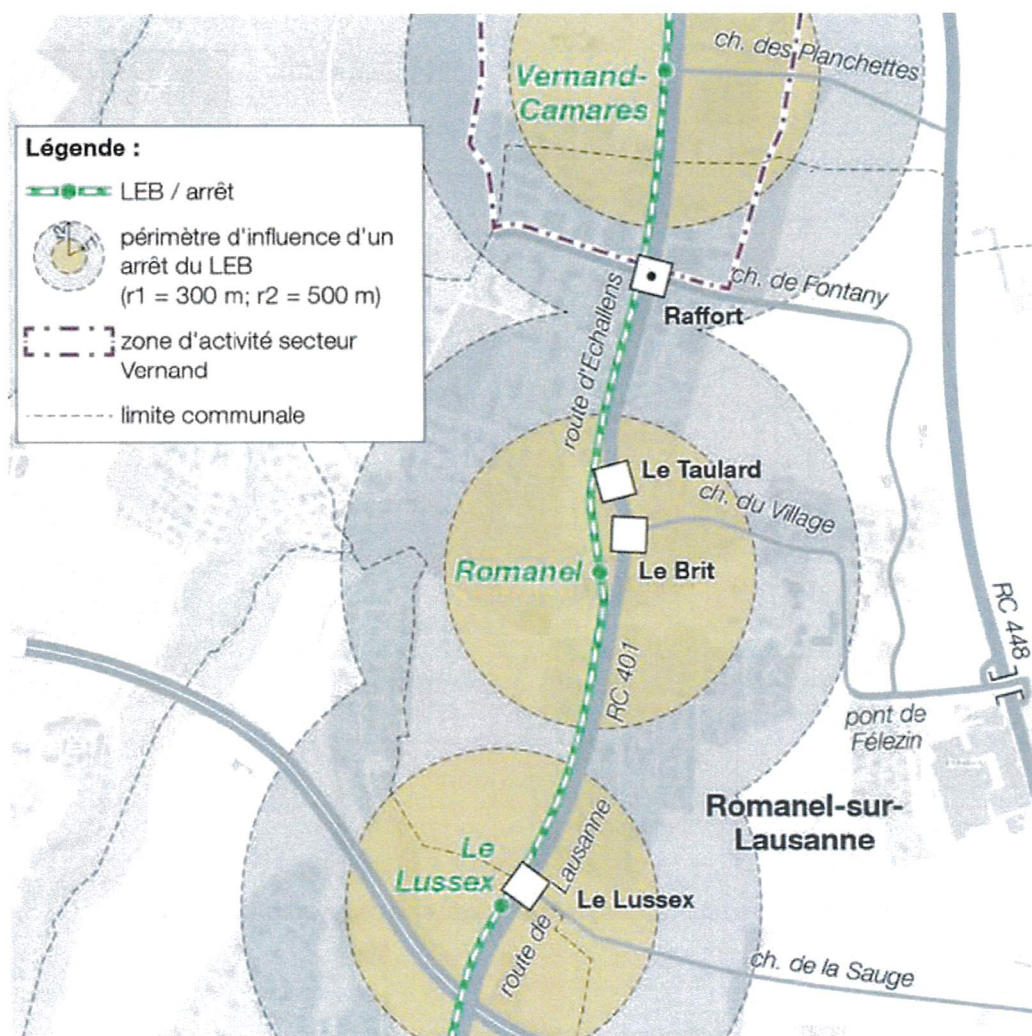 ch. des Planchettes
Vernand-
Camares
Légende :
LEB / arrêt
r2
r1
périmètre d'influence d'un
arrêt du LEB
(r1 = 300 m; r2 = 500 m)
zone d'activité secteur
Vernand
limite communale
ch. de Fontany
Raffort
route d'Echallens
Le Taulard
ch. du Village
Le Brit
Romanel
RC 401
RC 448
pont de
Félezin
Romanel-sur-
Lausanne
Le
Lussex
Le Lussex
route de Lausanne
ch. de la Sauge